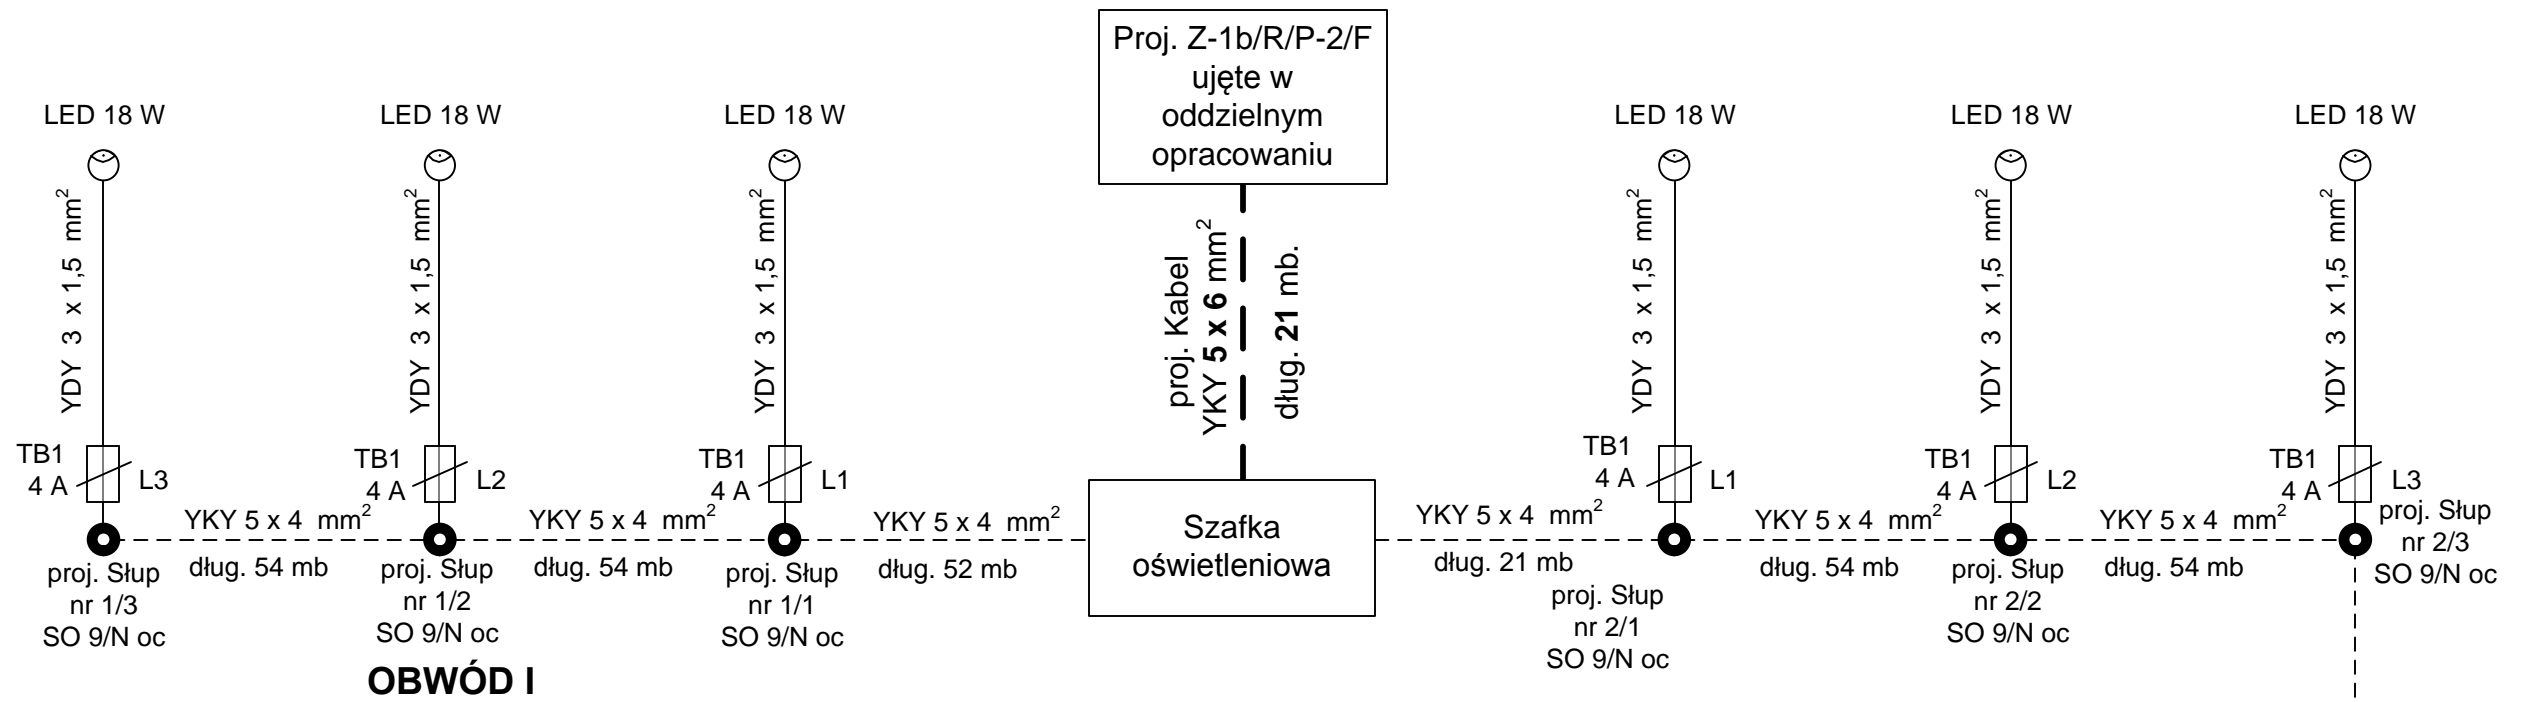 Proj. Z-1b/R/P-2/F
ujęte w
oddzielnym
opracowaniu
LED 18 W
LED 18 W
LED 18 W
LED 18 W
LED 18 W
LED 18 W
YDY 3 x 1,5 mm²
YDY 3 x 1,5 mm²
YDY 3 x 1,5 mm²
proj. Kabel
YKY 5 x 6 mm²
dług. 21 mb.
YDY 3 x 1,5 mm²
YDY 3 x 1,5 mm²
YDY 3 x 1,5 mm²
TB1
4 A
L3
TB1
4 A
L2
TB1
4 A
L1
TB1
4 A
L1
TB1
4 A
L2
TB1
4 A
L3
YKY 5 x 4 mm²
dług. 54 mb
YKY 5 x 4 mm²
dług. 54 mb
YKY 5 x 4 mm²
dług. 52 mb
Szafka
oświetleniowa
YKY 5 x 4 mm²
dług. 21 mb
YKY 5 x 4 mm²
dług. 54 mb
YKY 5 x 4 mm²
dług. 54 mb
proj. Słup
nr 1/3
SO 9/N oc
proj. Słup
nr 1/2
SO 9/N oc
proj. Słup
nr 1/1
SO 9/N oc
proj. Słup
nr 2/1
SO 9/N oc
proj. Słup
nr 2/2
SO 9/N oc
proj. Słup
nr 2/3
SO 9/N oc
OBWÓD I